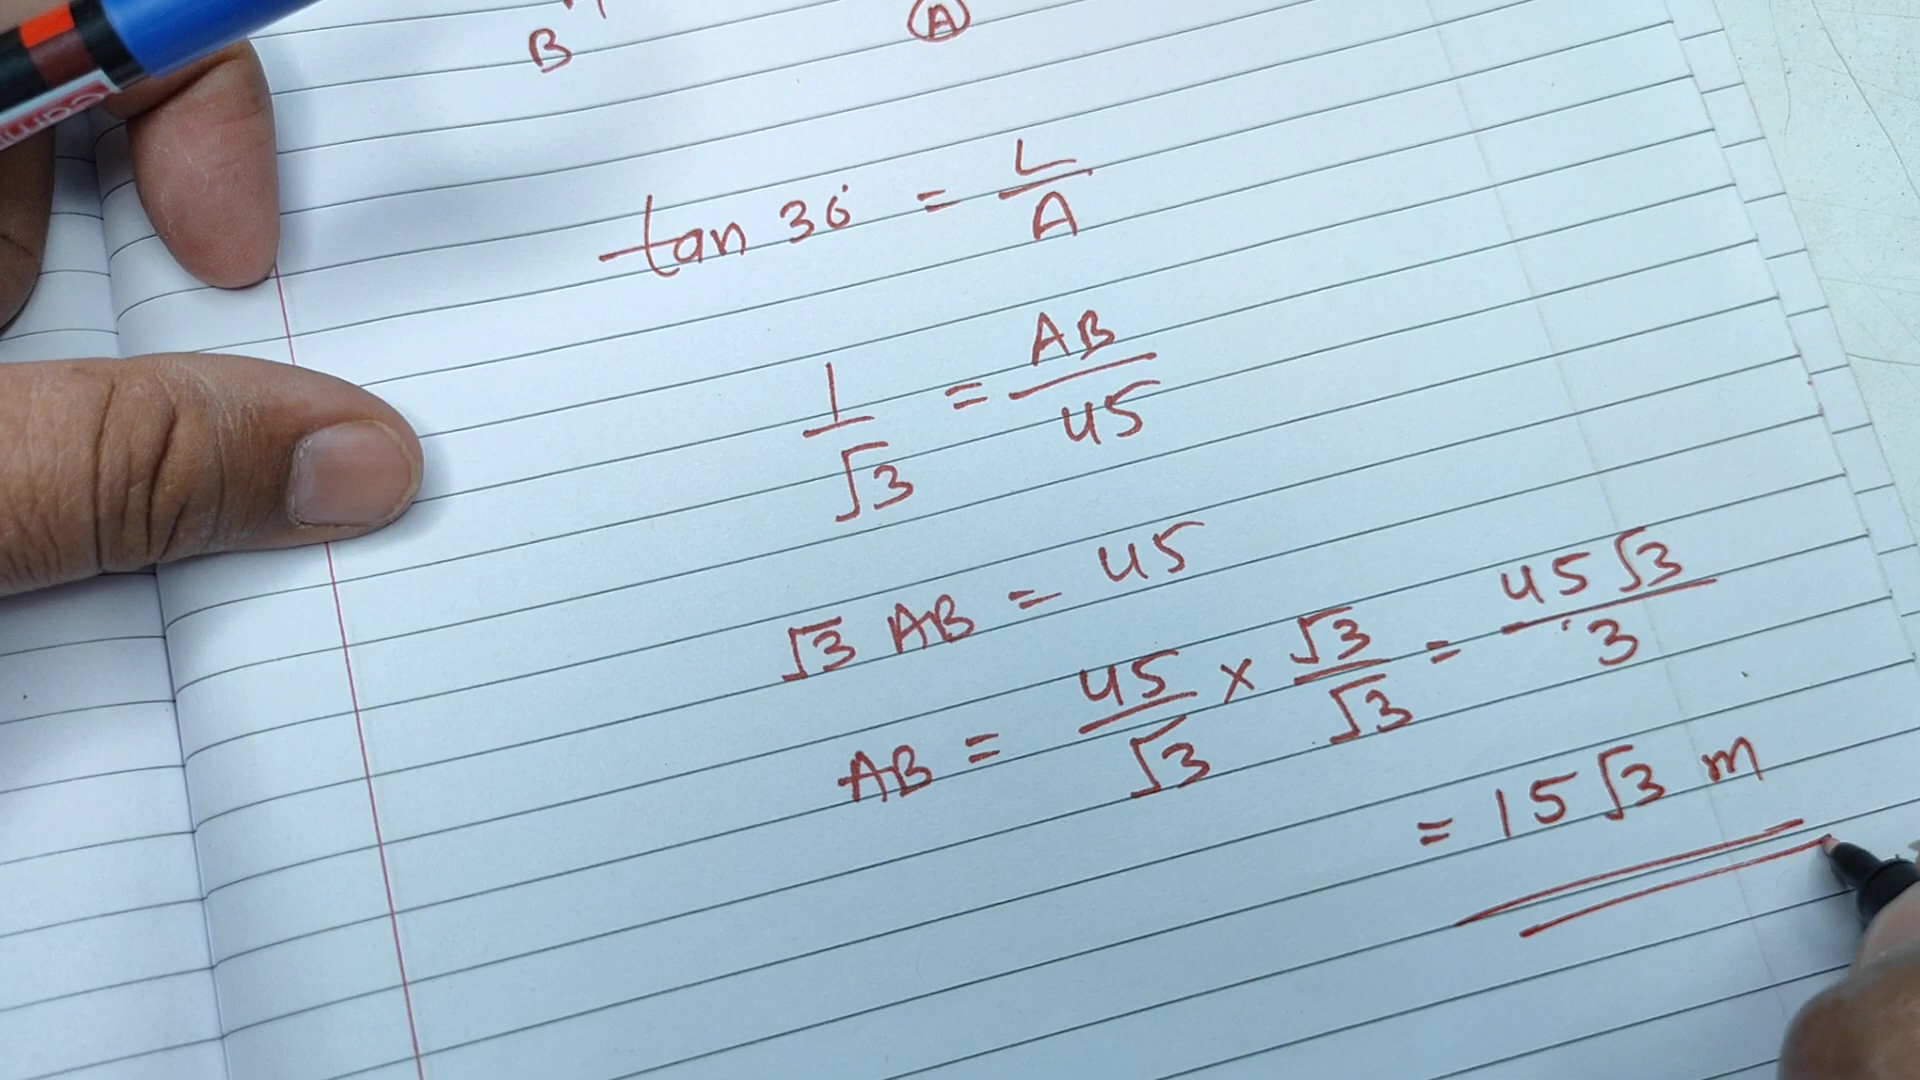 B A
tan 30° = L/A
1/√3 = AB/45
√3 AB = 45
AB = 45/√3 × √3/√3 = 45√3/3
= 15√3 m